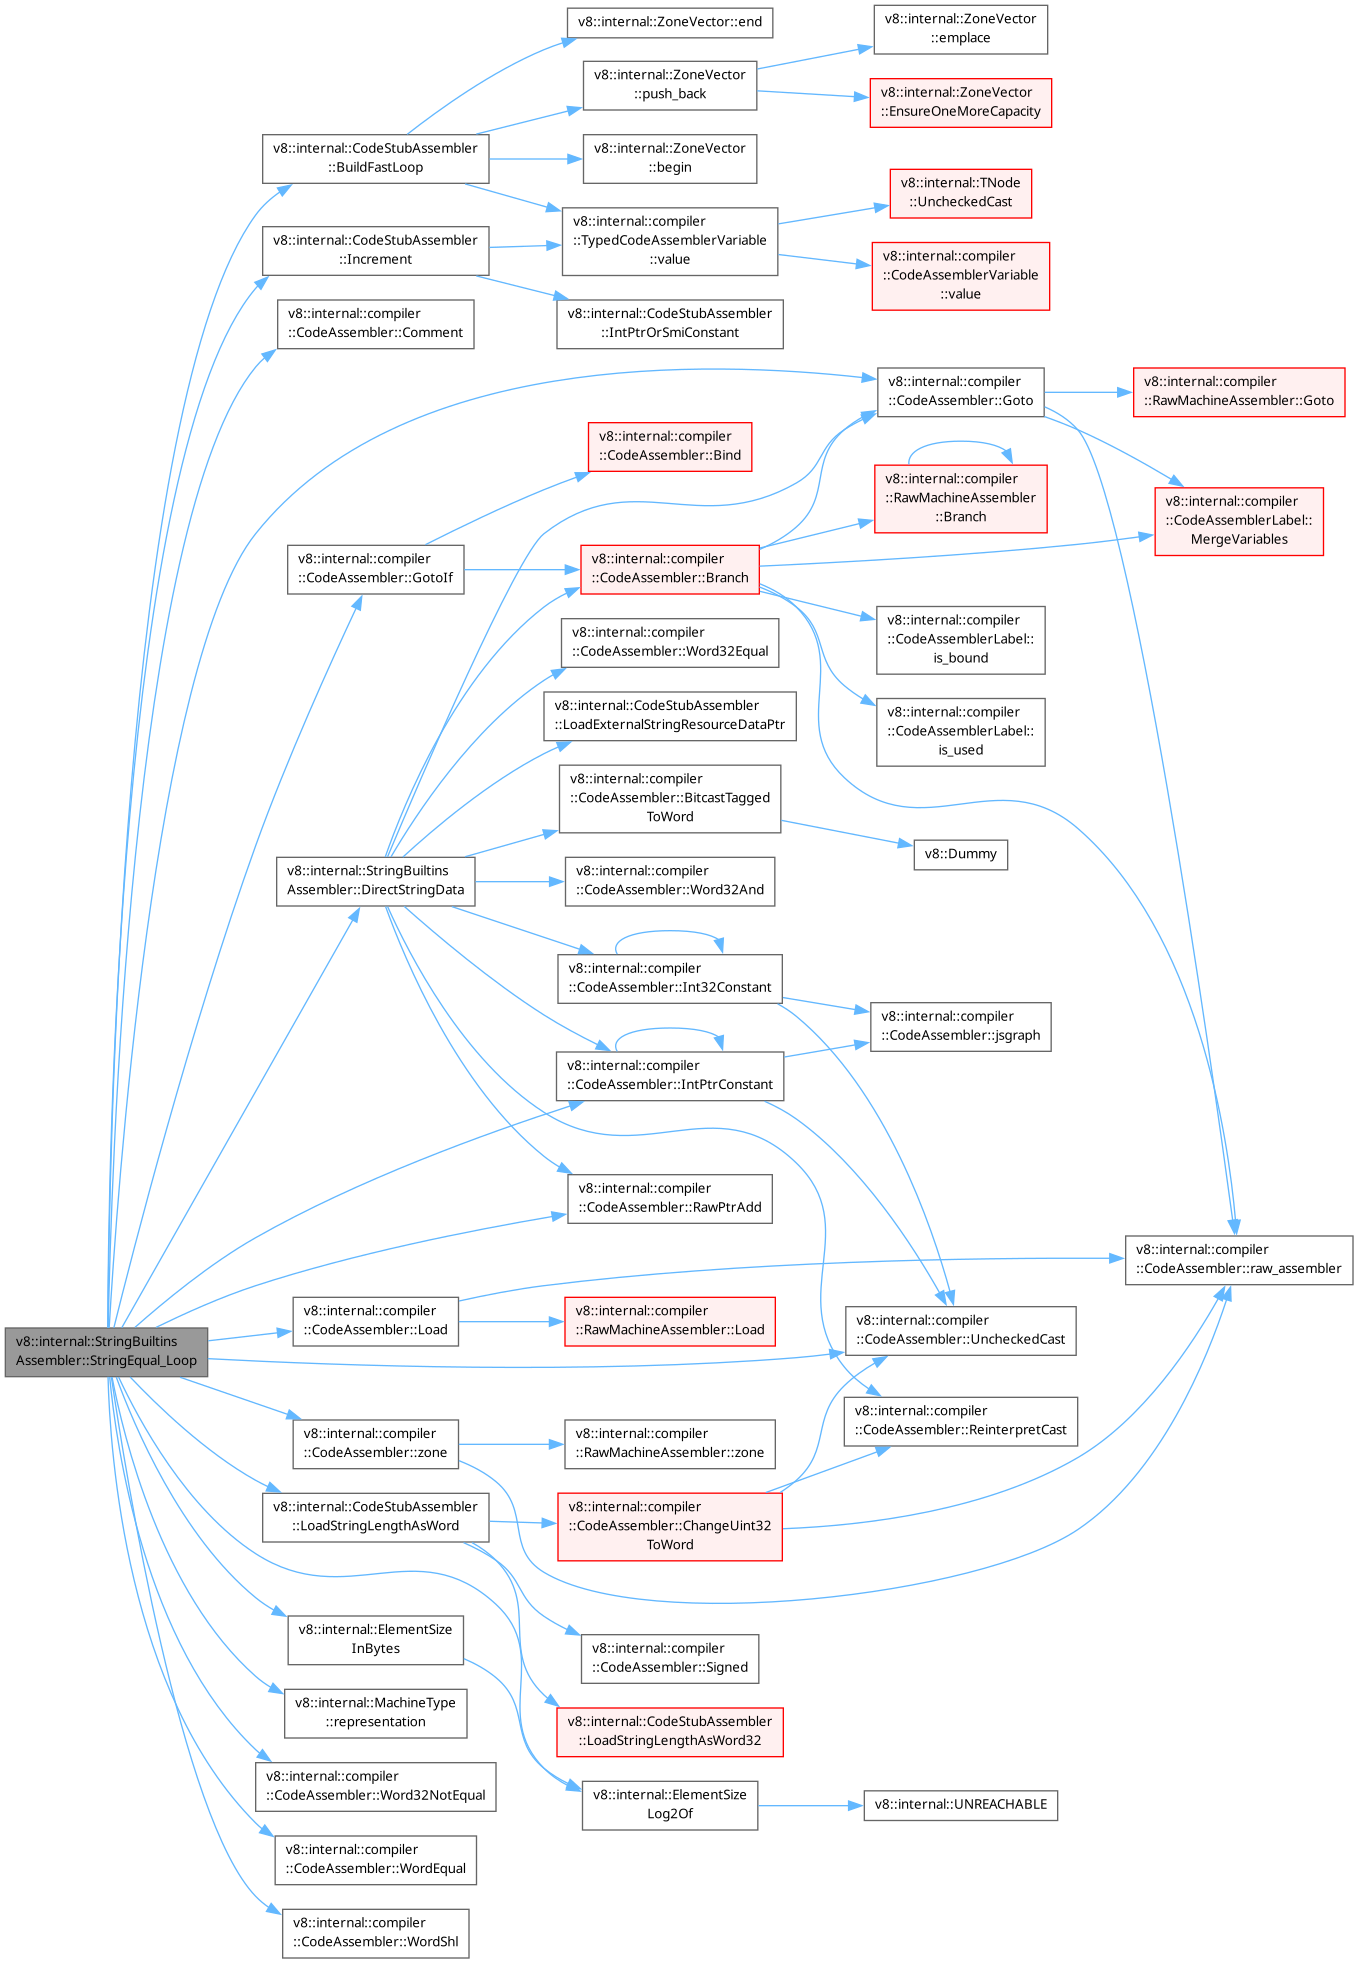 v8::internal::StringBuiltins
Assembler::StringEqual_Loop
v8::internal::CodeStubAssembler
::BuildFastLoop
v8::internal::CodeStubAssembler
::Increment
v8::internal::compiler
::CodeAssembler::Comment
v8::internal::compiler
::CodeAssembler::GotoIf
v8::internal::StringBuiltins
Assembler::DirectStringData
v8::internal::compiler
::CodeAssembler::Load
v8::internal::compiler
::CodeAssembler::zone
v8::internal::CodeStubAssembler
::LoadStringLengthAsWord
v8::internal::ElementSize
InBytes
v8::internal::MachineType
::representation
v8::internal::compiler
::CodeAssembler::Word32NotEqual
v8::internal::compiler
::CodeAssembler::WordEqual
v8::internal::compiler
::CodeAssembler::WordShl
v8::internal::ZoneVector::end
v8::internal::ZoneVector
::push_back
v8::internal::ZoneVector
::begin
v8::internal::compiler
::TypedCodeAssemblerVariable
::value
v8::internal::CodeStubAssembler
::IntPtrOrSmiConstant
v8::internal::compiler
::CodeAssembler::Bind
v8::internal::compiler
::CodeAssembler::Branch
v8::internal::compiler
::CodeAssembler::Word32Equal
v8::internal::CodeStubAssembler
::LoadExternalStringResourceDataPtr
v8::internal::compiler
::CodeAssembler::BitcastTagged
ToWord
v8::internal::compiler
::CodeAssembler::Word32And
v8::internal::compiler
::CodeAssembler::Int32Constant
v8::internal::compiler
::CodeAssembler::IntPtrConstant
v8::internal::compiler
::CodeAssembler::RawPtrAdd
v8::internal::compiler
::RawMachineAssembler::Load
v8::internal::compiler
::RawMachineAssembler::zone
v8::internal::compiler
::CodeAssembler::ChangeUint32
ToWord
v8::internal::compiler
::CodeAssembler::Signed
v8::internal::CodeStubAssembler
::LoadStringLengthAsWord32
v8::internal::ElementSize
Log2Of
v8::internal::ZoneVector
::emplace
v8::internal::ZoneVector
::EnsureOneMoreCapacity
v8::internal::TNode
::UncheckedCast
v8::internal::compiler
::CodeAssemblerVariable
::value
v8::internal::compiler
::CodeAssembler::Goto
v8::internal::compiler
::RawMachineAssembler
::Branch
v8::internal::compiler
::CodeAssemblerLabel::
is_bound
v8::internal::compiler
::CodeAssemblerLabel::
is_used
v8::Dummy
v8::internal::compiler
::CodeAssembler::jsgraph
v8::internal::compiler
::CodeAssembler::UncheckedCast
v8::internal::compiler
::CodeAssembler::ReinterpretCast
v8::internal::UNREACHABLE
v8::internal::compiler
::RawMachineAssembler::Goto
v8::internal::compiler
::CodeAssemblerLabel::
MergeVariables
v8::internal::compiler
::CodeAssembler::raw_assembler